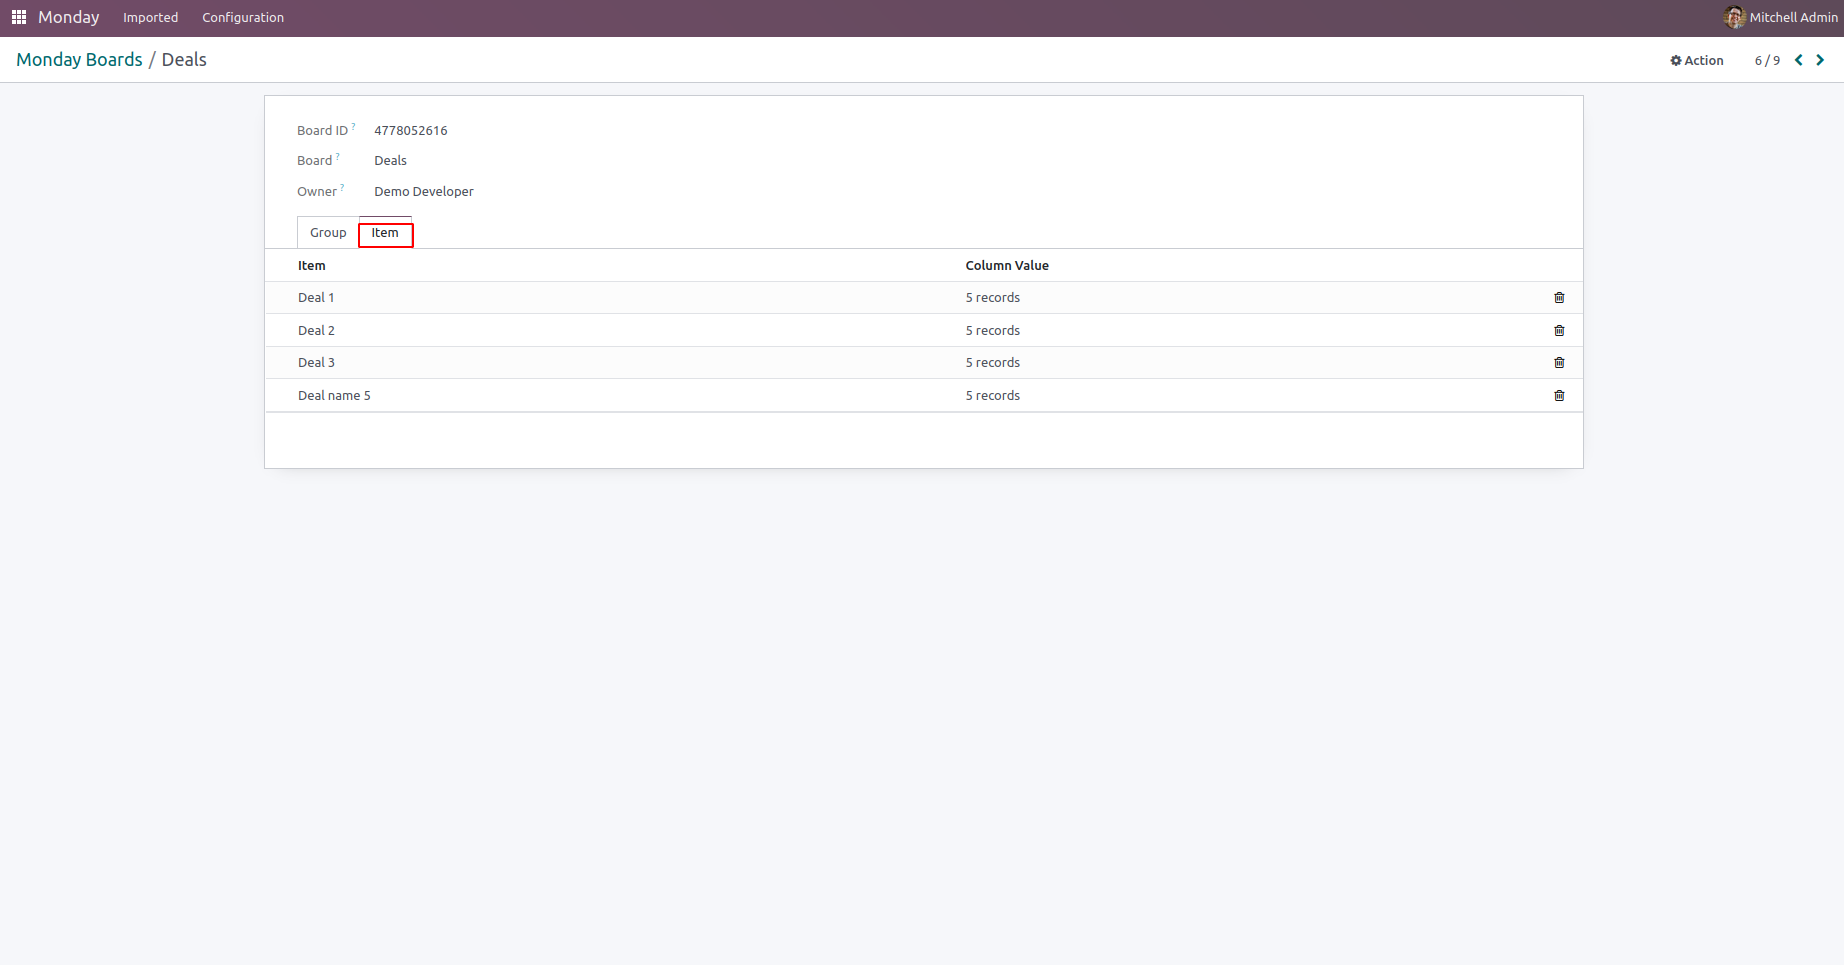 Monday Imported Configuration Mitchell Admin
Monday Boards / Deals Action 6 / 9
Board ID ? 4778052616
Board ? Deals
Owner ? Demo Developer
Group Item
Item Column Value
Deal 1 5 records
Deal 2 5 records
Deal 3 5 records
Deal name 5 5 records